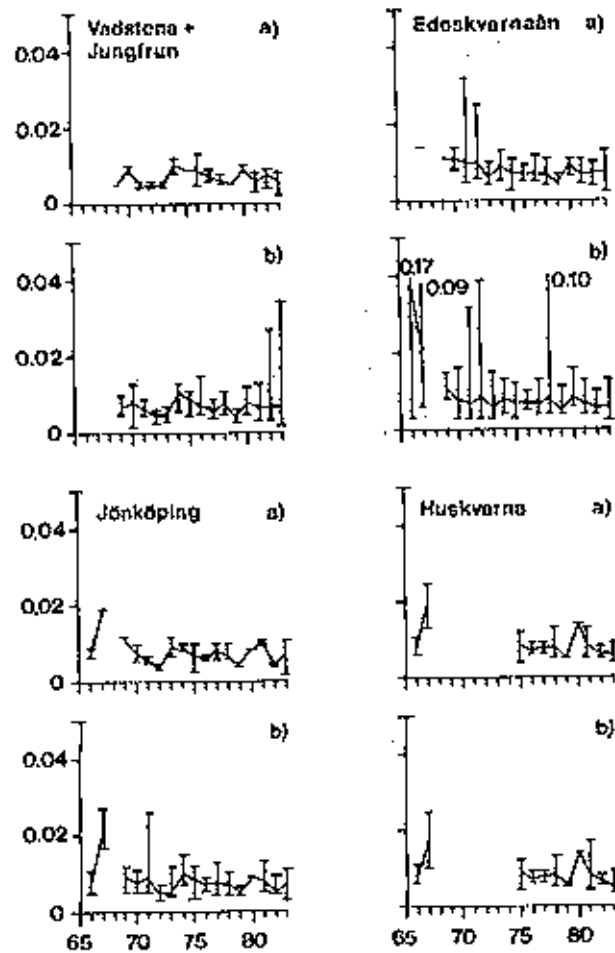 Vadstena + a)
Jungfrun
0.04
0.02
0
Edeskvarnaån a)
b)
0.04
0.02
0
b)
0.17
0.09
0.10
Jönköping a)
0.04
0.02
0
Huskvarna a)
b)
0.04
0.02
0
65 70 75 80
b)
65 70 75 80